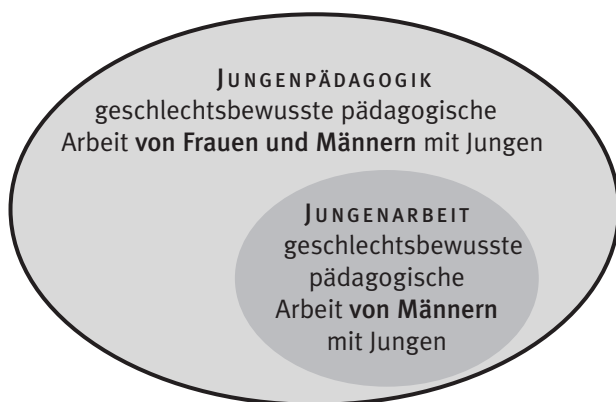 JUNGENPÄDAGOGIK
geschlechtsbewusste pädagogische
Arbeit von Frauen und Männern mit Jungen
JUNGENARBEIT
geschlechtsbewusste
pädagogische
Arbeit von Männern
mit Jungen